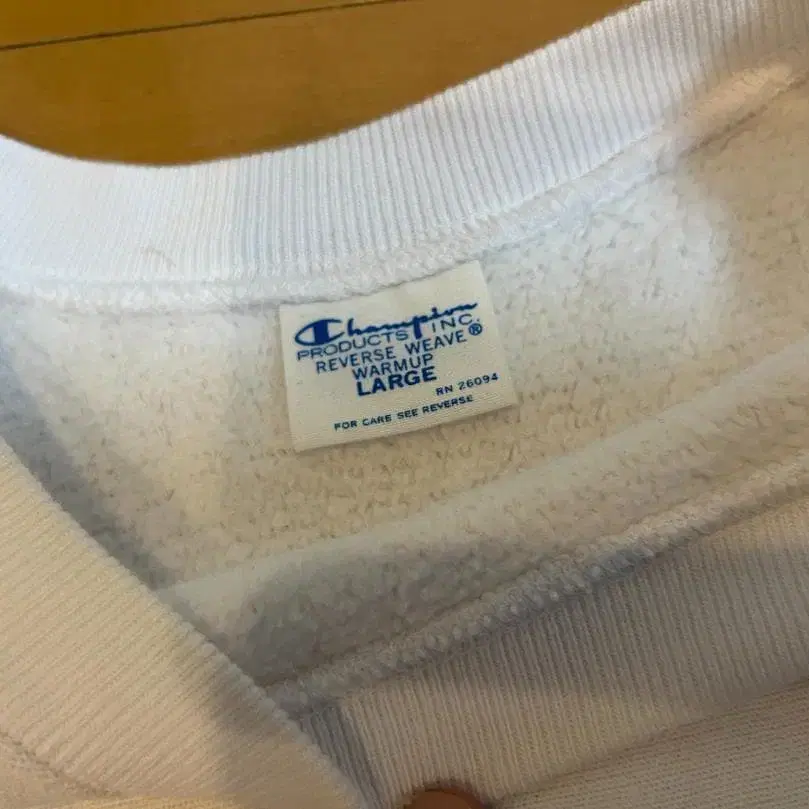 Champion
PRODUCTS INC.
REVERSE WEAVE®
WARMUP
LARGE
RN 26094
FOR CARE SEE REVERSE